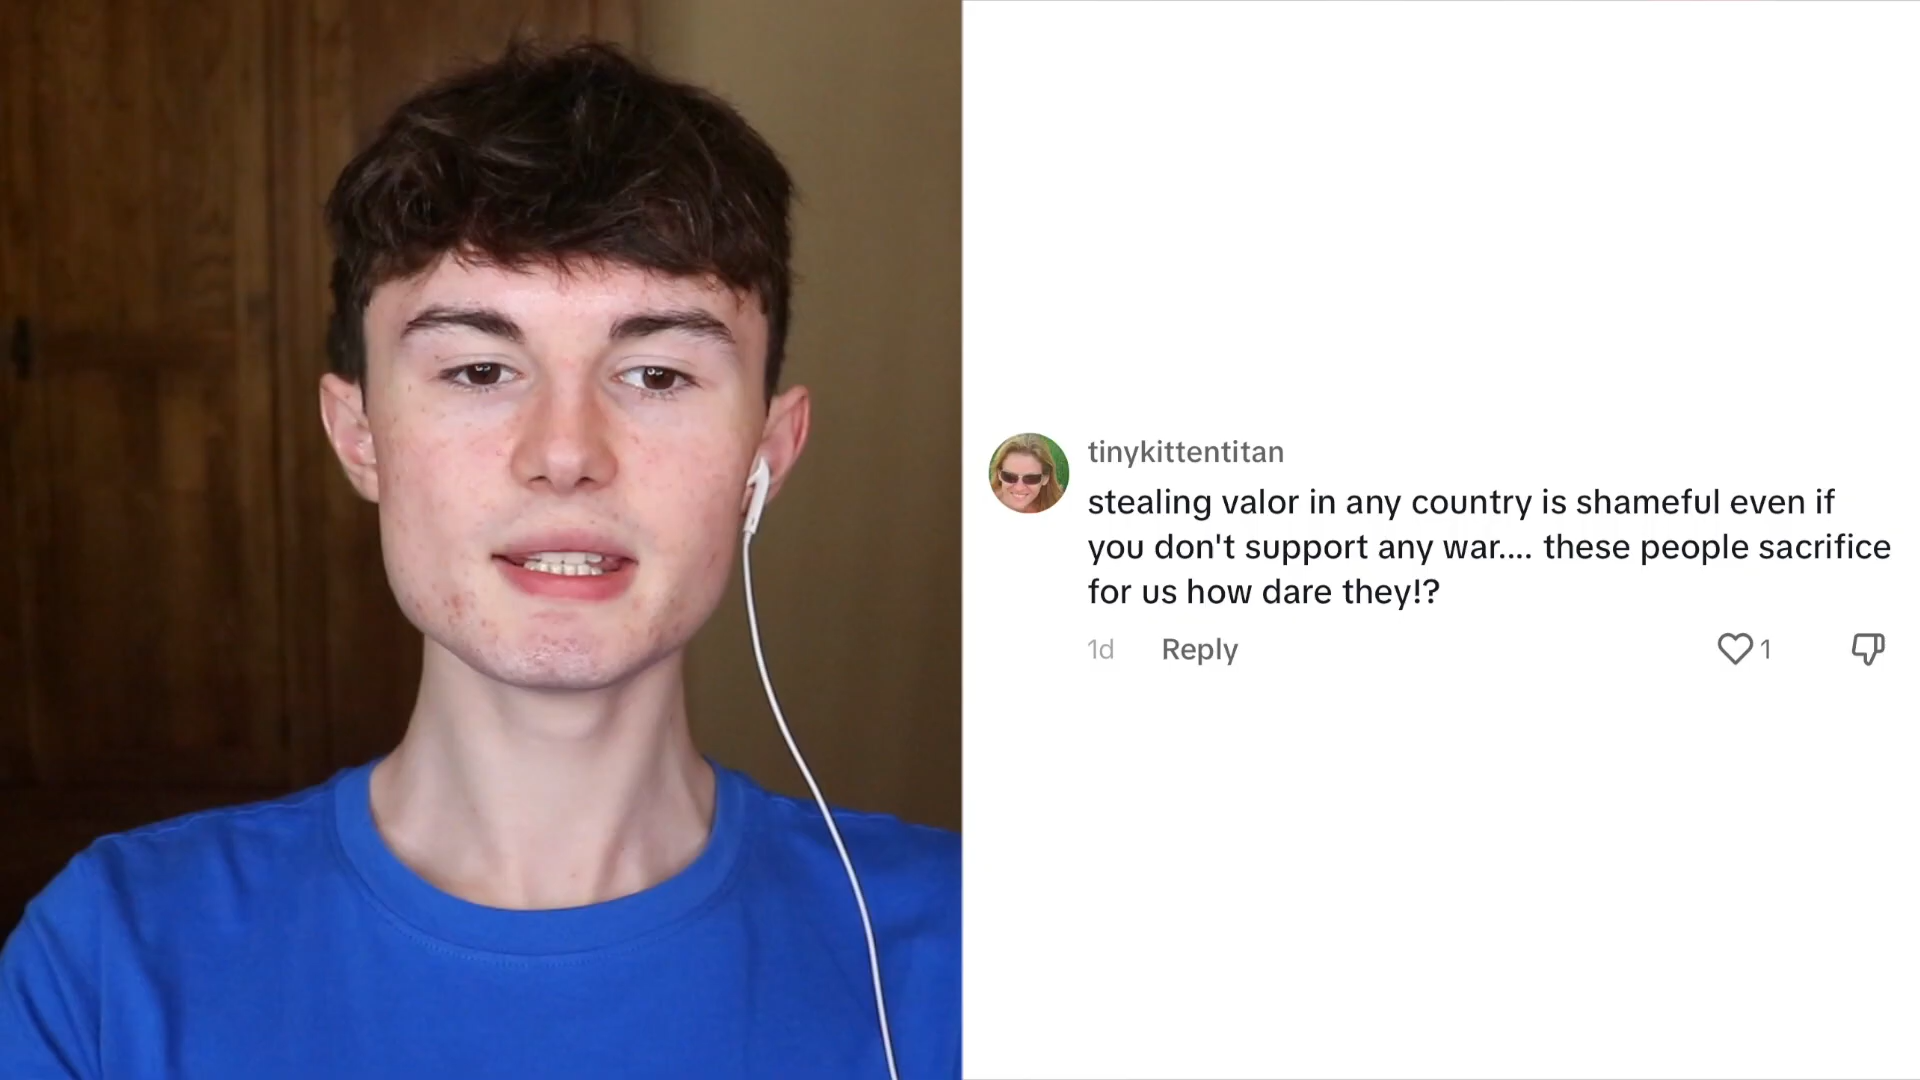 tinykittentitan
stealing valor in any country is shameful even if
you don't support any war.... these people sacrifice
for us how dare they!?
1d Reply 1